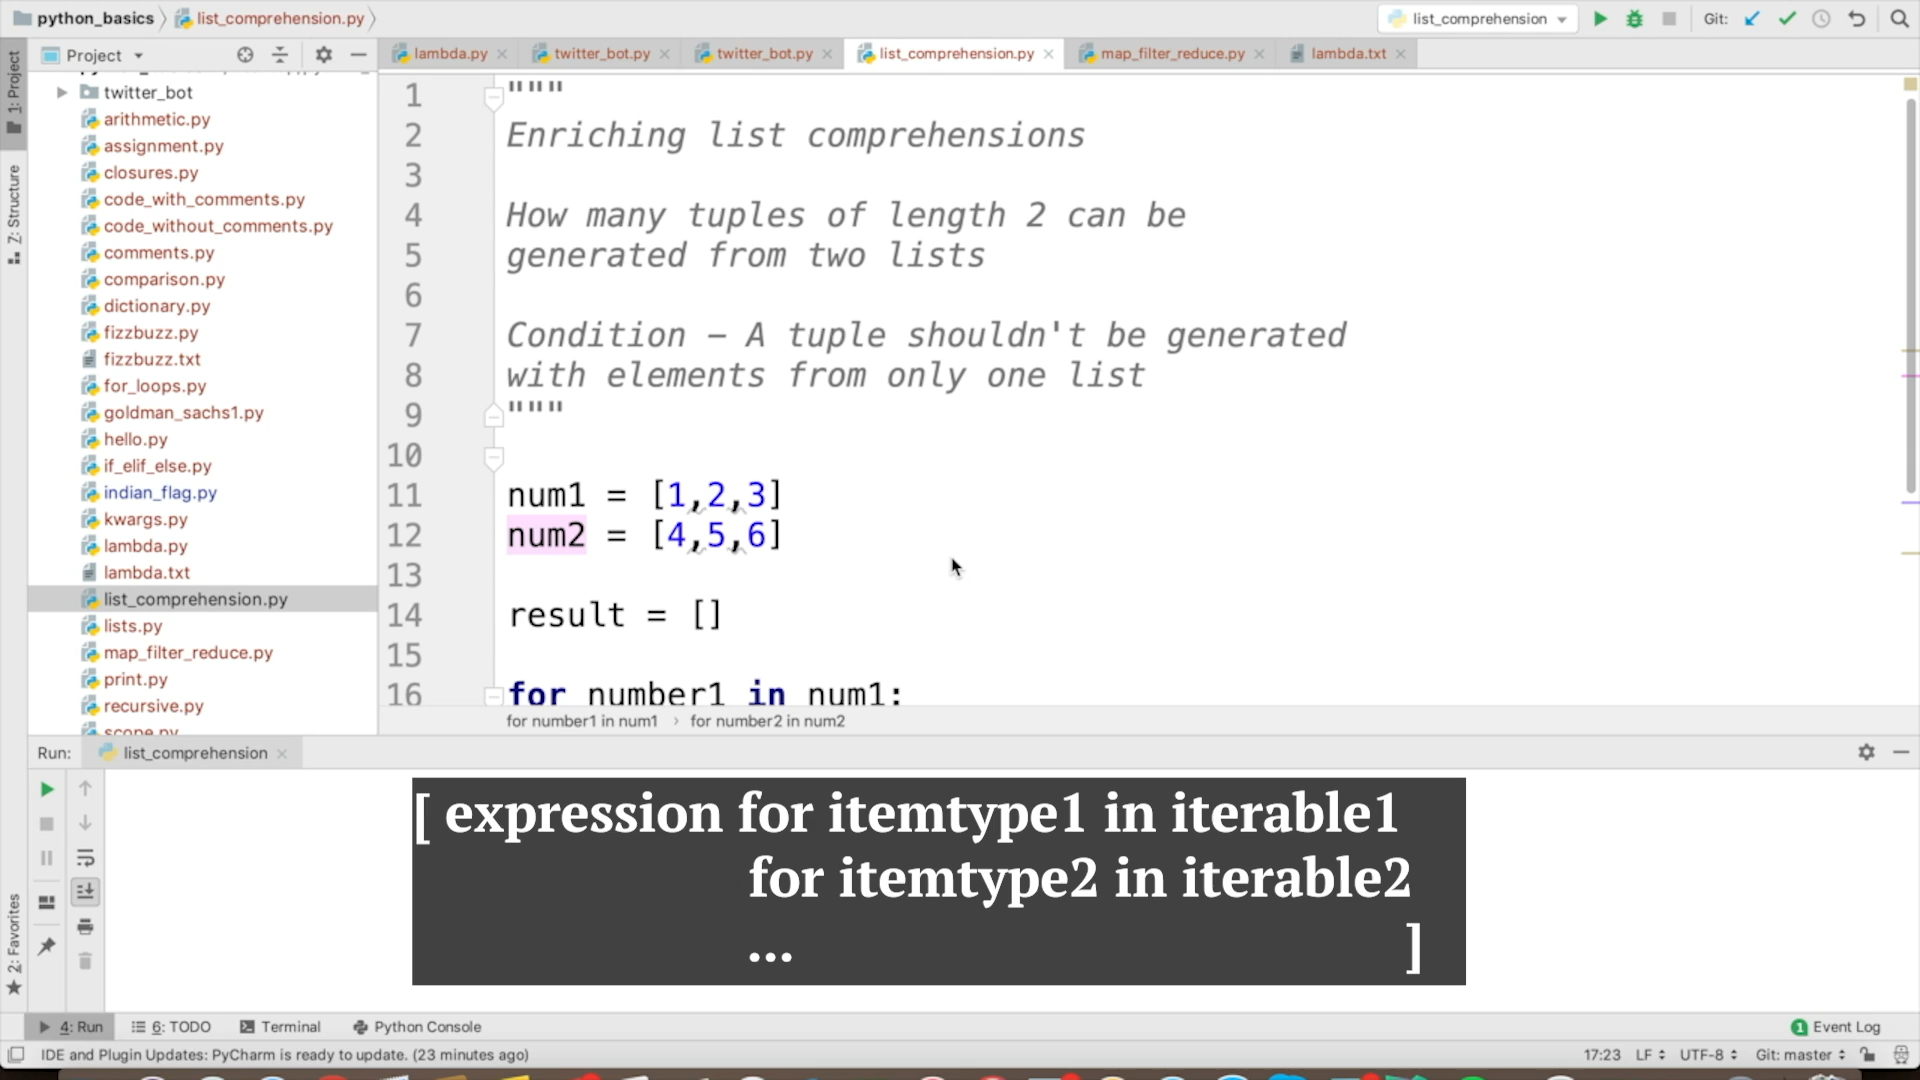 python_basics
list_comprehension.py
list_comprehension
Git:
Project
lambda.py
twitter_bot.py
twitter_bot.py
list_comprehension.py
map_filter_reduce.py
lambda.txt
1: Project
Z: Structure
2: Favorites
twitter_bot
arithmetic.py
assignment.py
closures.py
code_with_comments.py
code_without_comments.py
comments.py
comparison.py
dictionary.py
fizzbuzz.py
fizzbuzz.txt
for_loops.py
goldman_sachs1.py
hello.py
if_elif_else.py
indian_flag.py
kwargs.py
lambda.py
lambda.txt
list_comprehension.py
lists.py
map_filter_reduce.py
print.py
recursive.py
scope.py
1 """
2 Enriching list comprehensions
3
4 How many tuples of length 2 can be
5 generated from two lists
6
7 Condition – A tuple shouldn't be generated
8 with elements from only one list
9 """
10
11 num1 = [1,2,3]
12 num2 = [4,5,6]
13
14 result = []
15
16 for number1 in num1:
for number1 in num1 › for number2 in num2
Run: list_comprehension
[ expression for itemtype1 in iterable1
for itemtype2 in iterable2
... ]
4: Run
6: TODO
Terminal
Python Console
1 Event Log
IDE and Plugin Updates: PyCharm is ready to update. (23 minutes ago)
17:23 LF UTF-8 Git: master